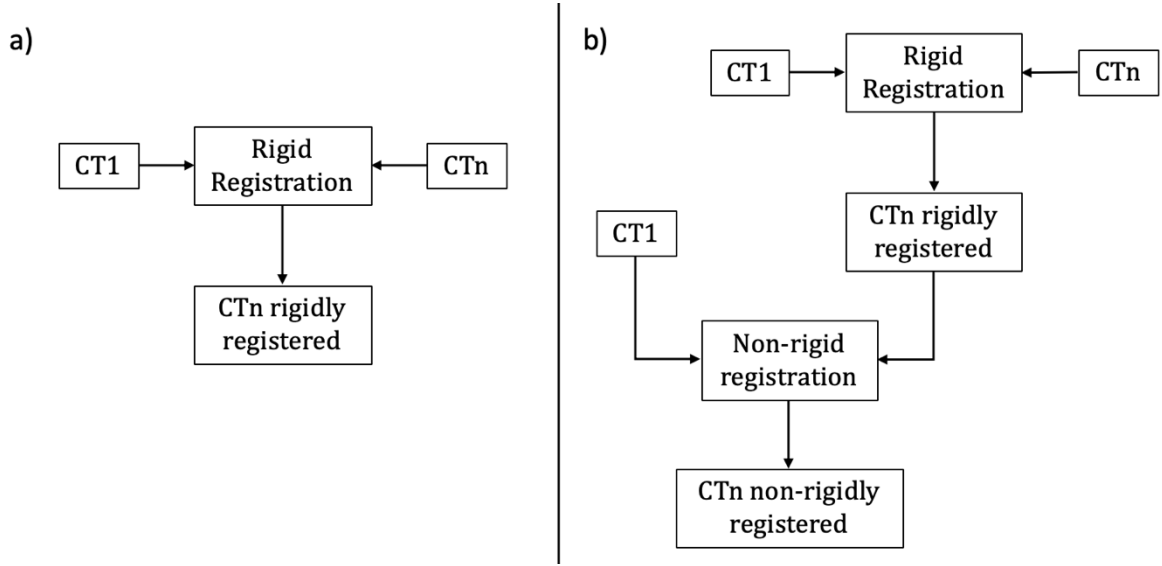 a)
CT1
Rigid
Registration
CTn
CTn rigidly
registered
b)
CT1
Rigid
Registration
CTn
CTn rigidly
registered
CT1
Non-rigid
registration
CTn non-rigidly
registered